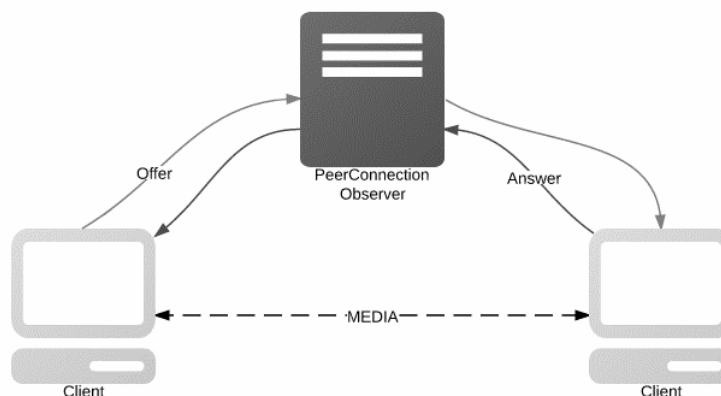 PeerConnection
Observer
Offer
Answer
MEDIA
Client
Client